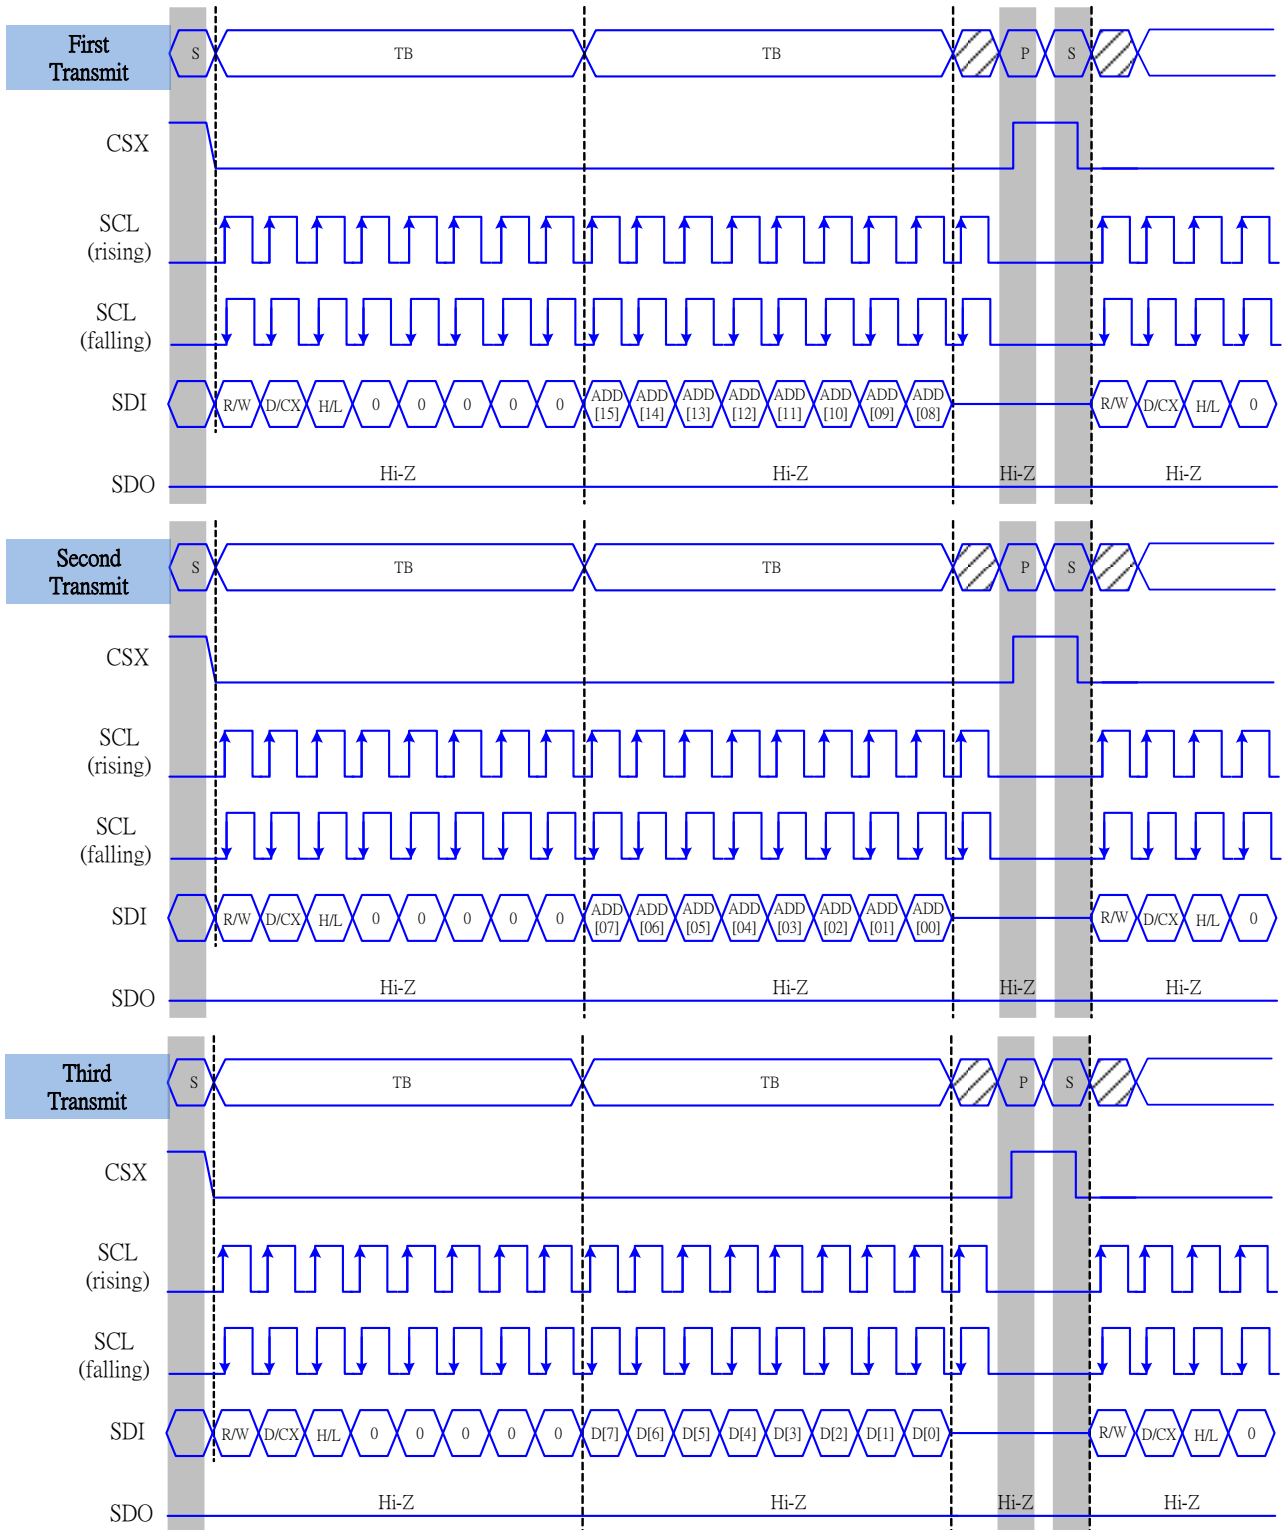 First
Transmit
S TB TB P S
CSX
SCL
(rising)
SCL
(falling)
SDI R/W D/CX H/L 0 0 0 0 0 ADD [15] ADD [14] ADD [13] ADD [12] ADD [11] ADD [10] ADD [09] ADD [08] R/W D/CX H/L 0
SDO Hi-Z Hi-Z Hi-Z Hi-Z
Second
Transmit
S TB TB P S
CSX
SCL
(rising)
SCL
(falling)
SDI R/W D/CX H/L 0 0 0 0 0 ADD [07] ADD [06] ADD [05] ADD [04] ADD [03] ADD [02] ADD [01] ADD [00] R/W D/CX H/L 0
SDO Hi-Z Hi-Z Hi-Z Hi-Z
Third
Transmit
S TB TB P S
CSX
SCL
(rising)
SCL
(falling)
SDI R/W D/CX H/L 0 0 0 0 0 D[7] D[6] D[5] D[4] D[3] D[2] D[1] D[0] R/W D/CX H/L 0
SDO Hi-Z Hi-Z Hi-Z Hi-Z